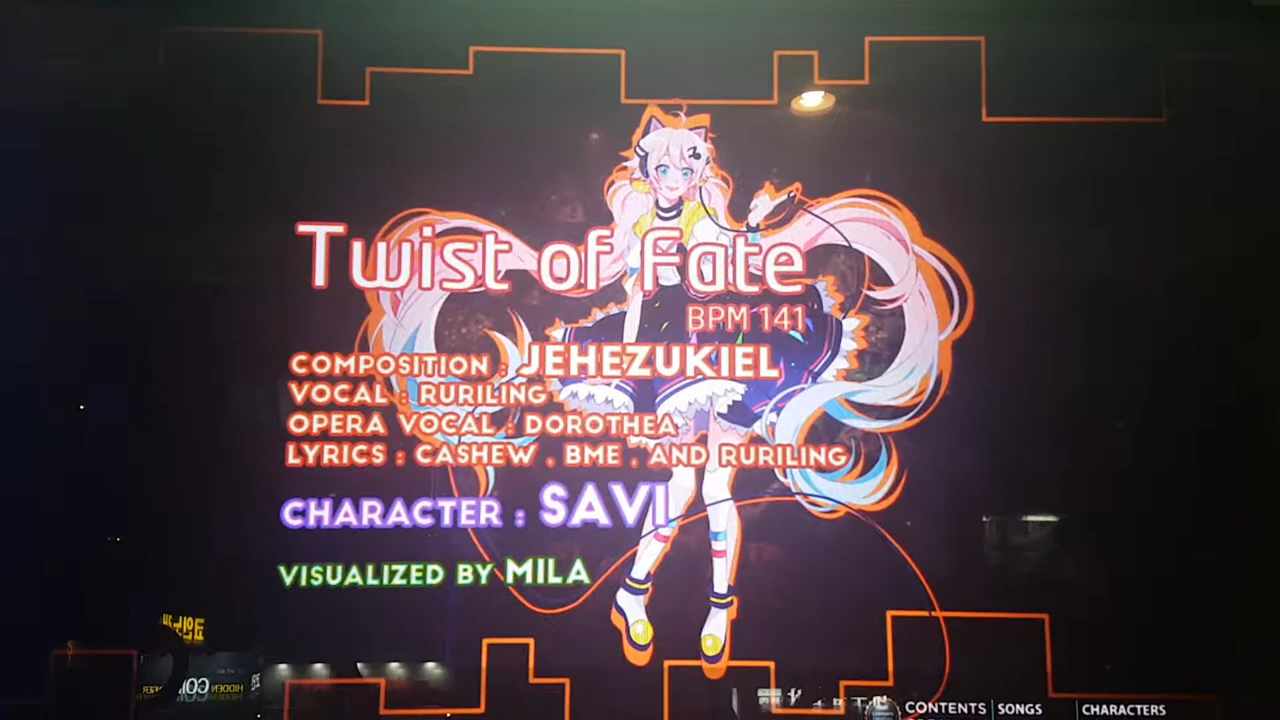 Twist of Fate
BPM 141
COMPOSITION : JEHEZUKIEL
VOCAL : RURILING
OPERA VOCAL : DOROTHEA
LYRICS : CASHEW , BME , AND RURILING
CHARACTER : SAVI
VISUALIZED BY MILA
HIDDEN
CONTENTS SONGS CHARACTERS